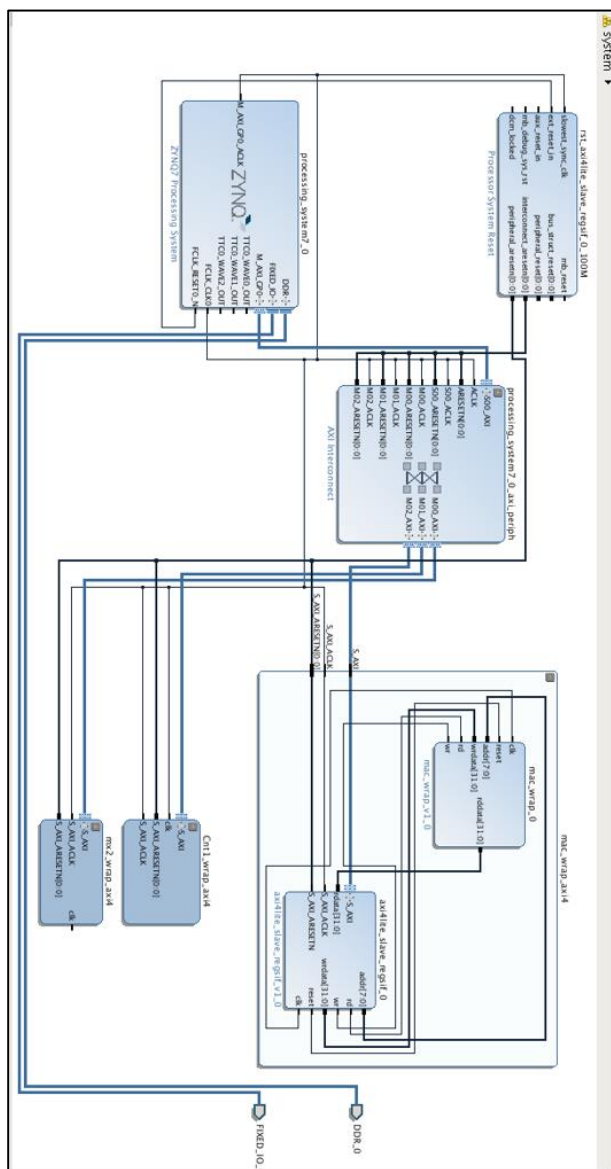 system
rst_axi4lite_slave_regsif_0_100M
slowest_sync_clk
ext_reset_in
aux_reset_in
mb_debug_sys_rst
dcm_locked
mb_reset
bus_struct_reset[0:0]
peripheral_reset[0:0]
interconnect_aresetn[0:0]
peripheral_aresetn[0:0]
Processor System Reset
processing_system7_0
M_AXI_GP0_ACLK
ZYNQ
DDR
FIXED_IO
M_AXI_GP0
TTC0_WAVE0_OUT
TTC0_WAVE1_OUT
TTC0_WAVE2_OUT
FCLK_CLK0
FCLK_RESET0_N
ZYNQ7 Processing System
processing_system7_0_axi_periph
S00_AXI
ACLK
ARESETN[0:0]
S00_ACLK
S00_ARESETN[0:0]
M00_ACLK
M00_ARESETN[0:0]
M01_ACLK
M01_ARESETN[0:0]
M02_ACLK
M02_ARESETN[0:0]
M00_AXI
M01_AXI
M02_AXI
AXI Interconnect
mac_wrap_axi4
S_AXI
S_AXI_ACLK
S_AXI_ARESETN[0:0]
mac_wrap_0
clk
reset
addr[7:0]
wrdata[31:0]
rd
wr
rddata[31:0]
mac_wrap_v1_0
axi4lite_slave_regsif_0
S_AXI
rdata[31:0]
S_AXI_ACLK
S_AXI_ARESETN
addr[7:0]
rd
wr
wrdata[31:0]
reset
clk
axi4lite_slave_regsif_v1_0
Cnt1_wrap_axi4
S_AXI
clk
S_AXI_ARESETN[0:0]
S_AXI_ACLK
mx2_wrap_axi4
S_AXI
S_AXI_ACLK
S_AXI_ARESETN[0:0]
clk
DDR_0
FIXED_IO_